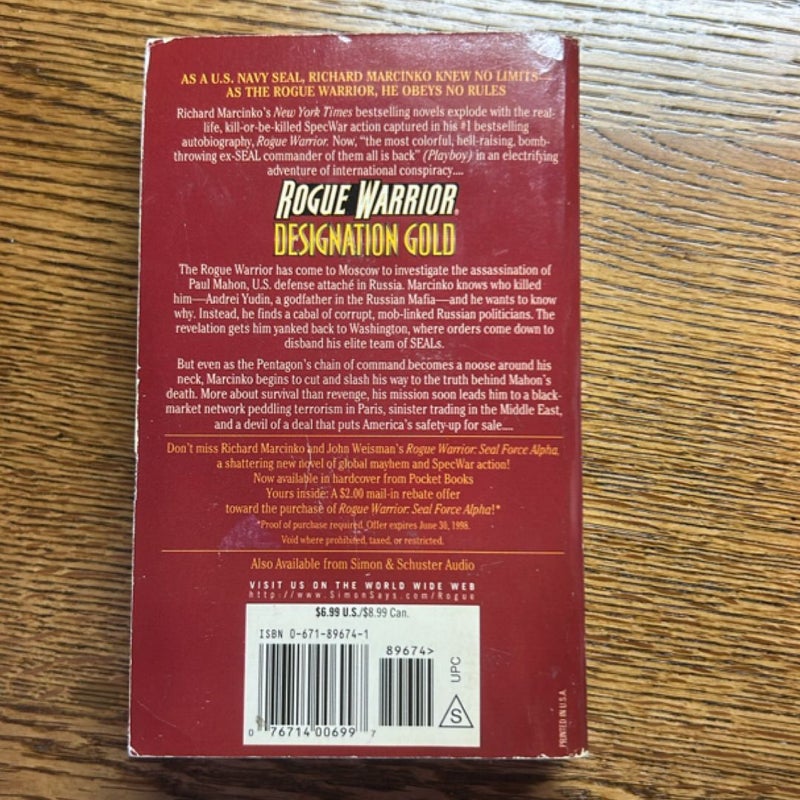 AS A U.S. NAVY SEAL, RICHARD MARCINKO KNEW NO LIMITS—
AS THE ROGUE WARRIOR, HE OBEYS NO RULES
Richard Marcinko's New York Times bestselling novels explode with the real-
life, kill-or-be-killed SpecWar action captured in his #1 bestselling
autobiography, Rogue Warrior. Now, "the most colorful, hell-raising, bomb-
throwing ex-SEAL commander of them all is back" (Playboy) in an electrifying
adventure of international conspiracy....
ROGUE WARRIOR®
DESIGNATION GOLD
The Rogue Warrior has come to Moscow to investigate the assassination of
Paul Mahon, U.S. defense attaché in Russia. Marcinko knows who killed
him—Andrei Yudin, a godfather in the Russian Mafia—and he wants to know
why. Instead, he finds a cabal of corrupt, mob-linked Russian politicians. The
revelation gets him yanked back to Washington, where orders come down to
disband his elite team of SEALs.
But even as the Pentagon's chain of command becomes a noose around his
neck, Marcinko begins to cut and slash his way to the truth behind Mahon's
death. More about survival than revenge, his mission soon leads him to a black-
market network peddling terrorism in Paris, sinister trading in the Middle East,
and a devil of a deal that puts America's safety-up for sale....
Don't miss Richard Marcinko and John Weisman's Rogue Warrior: Seal Force Alpha,
a shattering new novel of global mayhem and SpecWar action!
Now available in hardcover from Pocket Books
Yours inside: A $2.00 mail-in rebate offer
toward the purchase of Rogue Warrior: Seal Force Alpha!*
*Proof of purchase required. Offer expires June 30, 1998.
Void where prohibited, taxed, or restricted.
Also Available from Simon & Schuster Audio
VISIT US ON THE WORLD WIDE WEB
http://www.SimonSays.com/Rogue
$6.99 U.S./$8.99 Can.
ISBN 0-671-89674-1
89674>
UPC
S
0 76714 00699 7
PRINTED IN U.S.A.